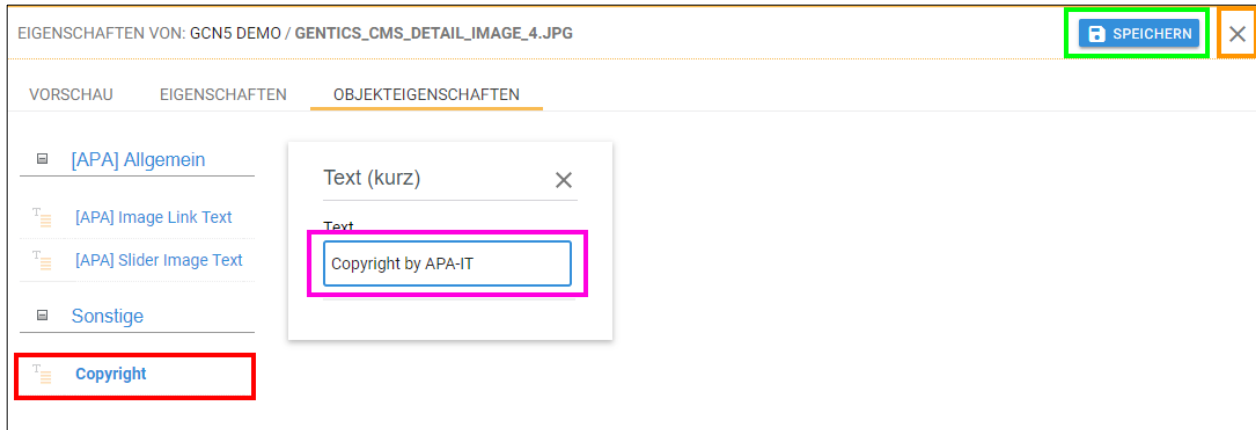 EIGENSCHAFTEN VON: GCN5 DEMO / GENTICS_CMS_DETAIL_IMAGE_4.JPG
SPEICHERN
VORSCHAU EIGENSCHAFTEN OBJEKTEIGENSCHAFTEN
[APA] Allgemein
[APA] Image Link Text
[APA] Slider Image Text
Sonstige
Copyright
Text (kurz)
Text
Copyright by APA-IT